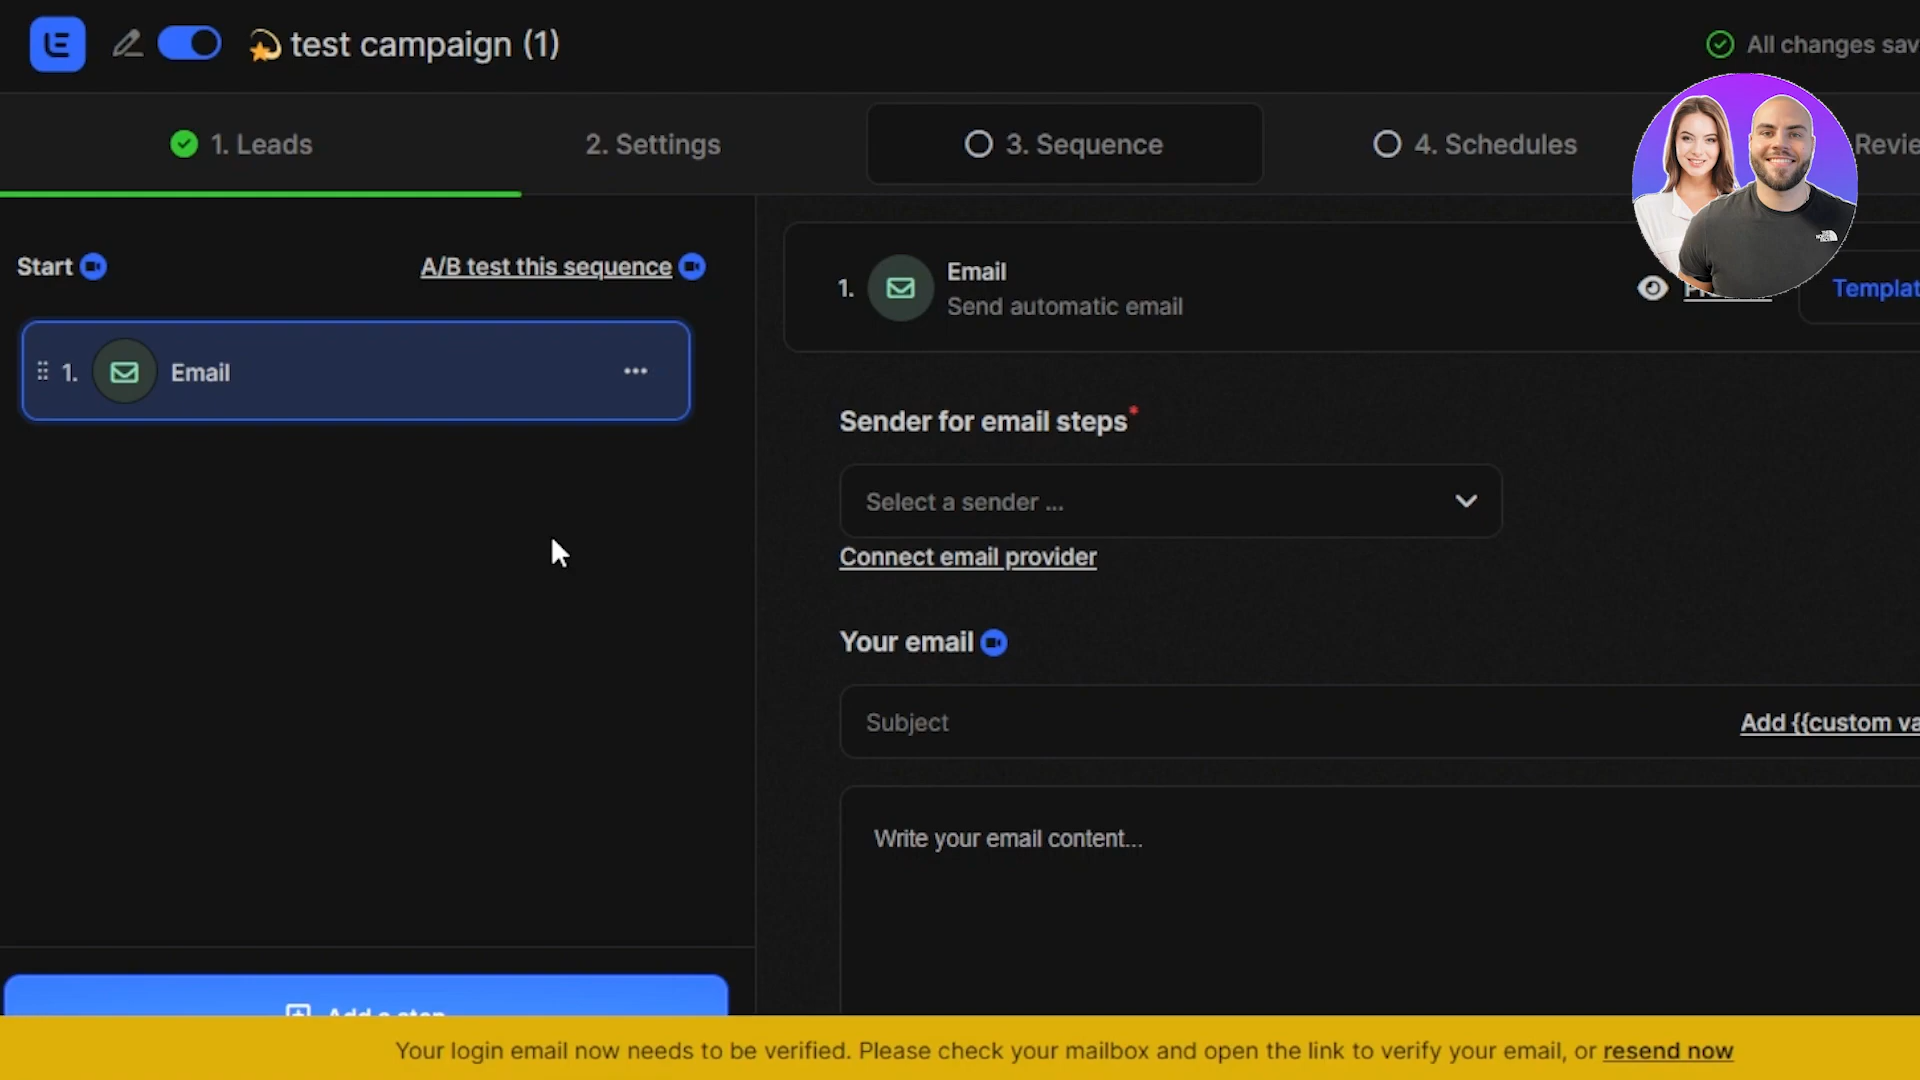 test campaign (1)
All changes sav
1. Leads
2. Settings
3. Sequence
4. Schedules
Revie
Start
A/B test this sequence
1. Email
1. Email
Send automatic email
Templat
Sender for email steps*
Select a sender ...
Connect email provider
Your email
Subject
Add {{custom va
Write your email content...
Add a step
Your login email now needs to be verified. Please check your mailbox and open the link to verify your email, or resend now